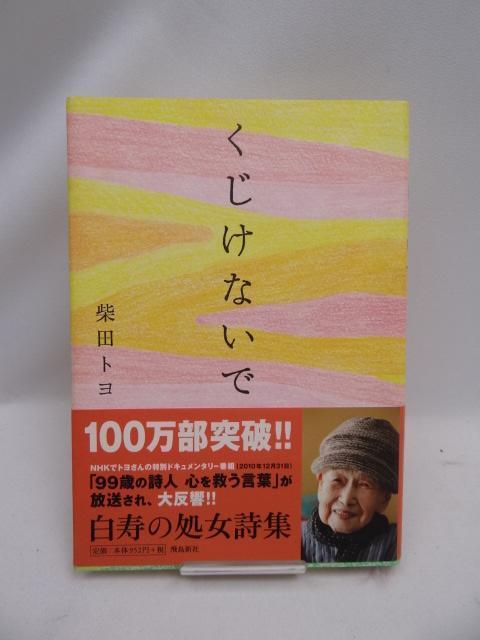 くじけないで
柴田トヨ
100万部突破!!
NHKでトヨさんの特別ドキュメンタリー番組(2010年12月31日)
「99歳の詩人 心を救う言葉」が
放送され、大反響!!
白寿の処女詩集
定価：本体952円+税 飛鳥新社